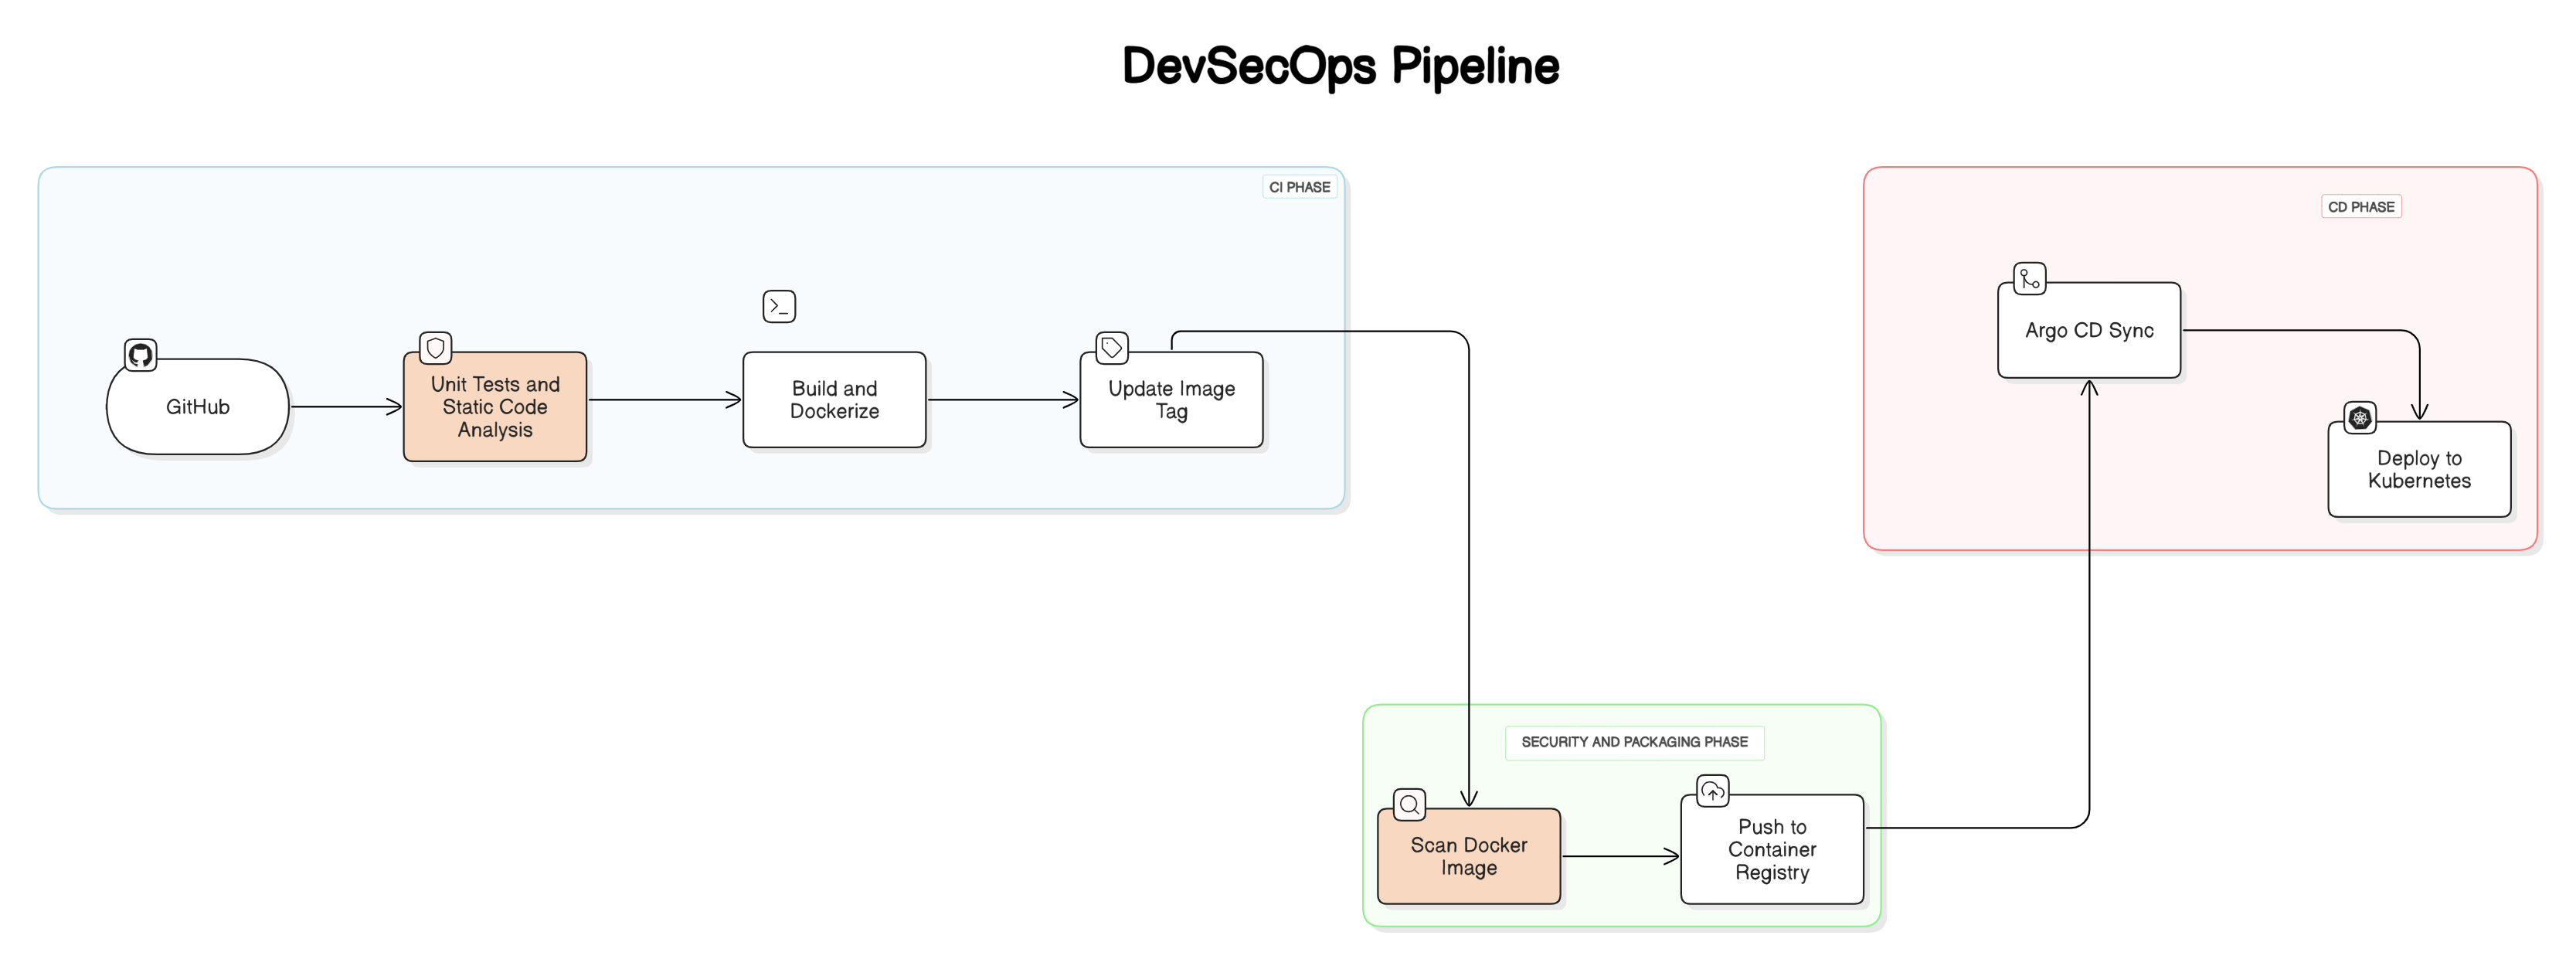 DevSecOps Pipeline
CI PHASE
GitHub
Unit Tests and
Static Code
Analysis
Build and
Dockerize
Update Image
Tag
SECURITY AND PACKAGING PHASE
Scan Docker
Image
Push to
Container
Registry
CD PHASE
Argo CD Sync
Deploy to
Kubernetes